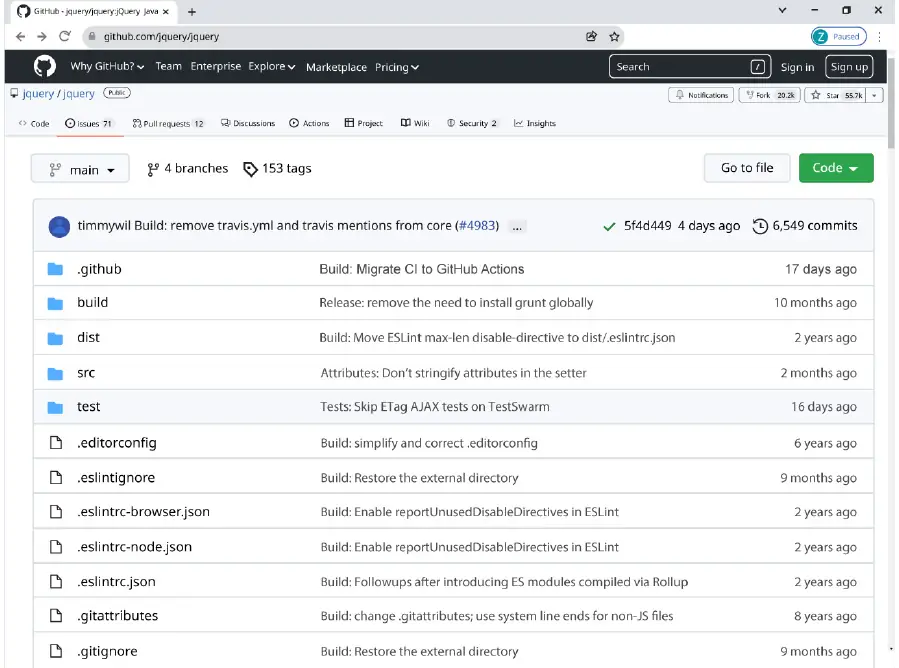 GitHub - jquery/jquery:jQuery Java
github.com/jquery/jquery
Z Paused
Why GitHub? Team Enterprise Explore Marketplace Pricing Search / Sign in Sign up
jquery / jquery Public Notifications Fork 20.2k Star 55.7k
Code Issues 71 Pull requests 12 Discussions Actions Project Wiki Security 2 Insights
main 4 branches 153 tags Go to file Code
timmywil Build: remove travis.yml and travis mentions from core (#4983) ... 5f4d449 4 days ago 6,549 commits
.github Build: Migrate CI to GitHub Actions 17 days ago
build Release: remove the need to install grunt globally 10 months ago
dist Build: Move ESLint max-len disable-directive to dist/.eslintrc.json 2 years ago
src Attributes: Don't stringify attributes in the setter 2 months ago
test Tests: Skip ETag AJAX tests on TestSwarm 16 days ago
.editorconfig Build: simplify and correct .editorconfig 6 years ago
.eslintignore Build: Restore the external directory 9 months ago
.eslintrc-browser.json Build: Enable reportUnusedDisableDirectives in ESLint 2 years ago
.eslintrc-node.json Build: Enable reportUnusedDisableDirectives in ESLint 2 years ago
.eslintrc.json Build: Followups after introducing ES modules compiled via Rollup 2 years ago
.gitattributes Build: change .gitattributes; use system line ends for non-JS files 8 years ago
.gitignore Build: Restore the external directory 9 months ago